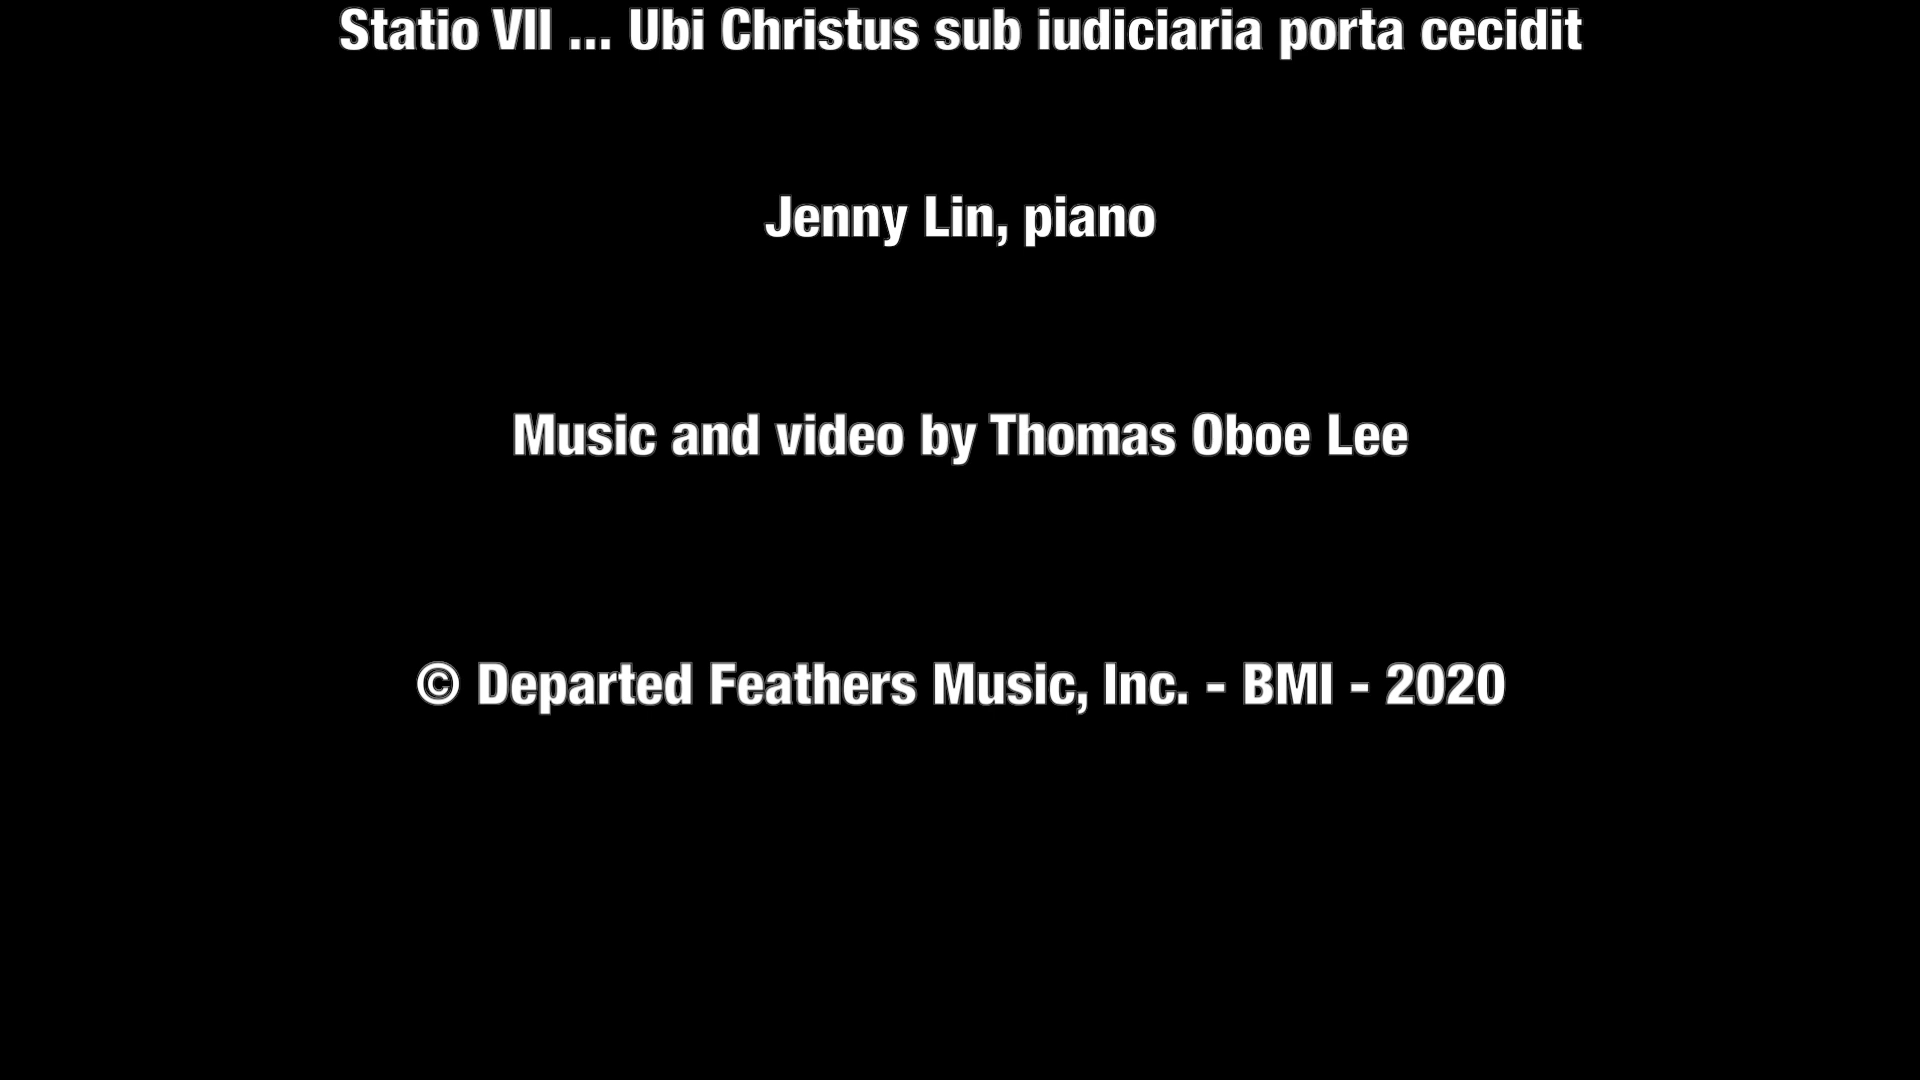 Statio VII ... Ubi Christus sub iudiciaria porta cecidit
Jenny Lin, piano
Music and video by Thomas Oboe Lee
© Departed Feathers Music, Inc. - BMI - 2020